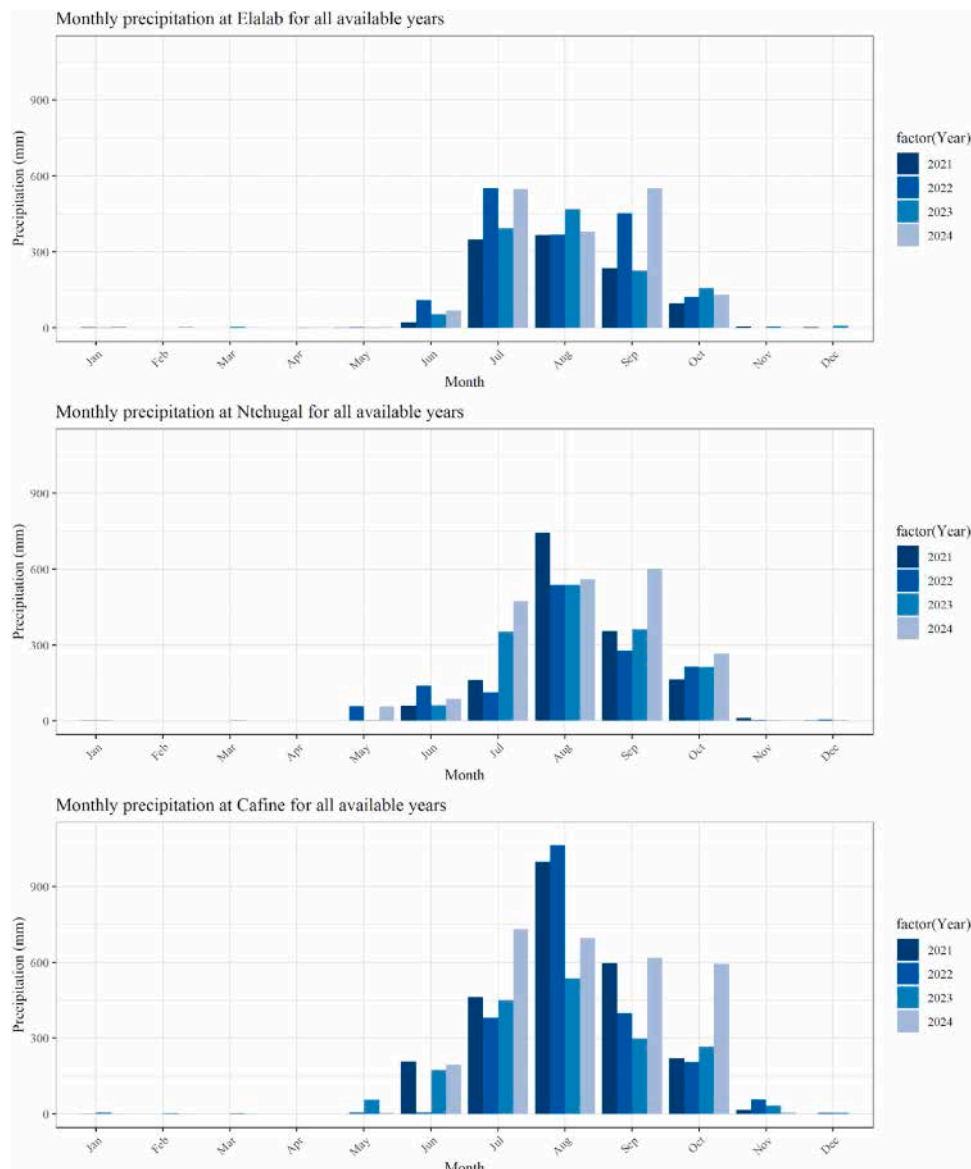 Monthly precipitation at Elalab for all available years
Precipitation (mm)
900
600
300
0
Jan Feb Mar Apr May Jun Jul Aug Sep Oct Nov Dec
Month
factor(Year)
2021
2022
2023
2024
Monthly precipitation at Ntchugal for all available years
Precipitation (mm)
900
600
300
0
Jan Feb Mar Apr May Jun Jul Aug Sep Oct Nov Dec
Month
factor(Year)
2021
2022
2023
2024
Monthly precipitation at Cafine for all available years
Precipitation (mm)
900
600
300
0
Jan Feb Mar Apr May Jun Jul Aug Sep Oct Nov Dec
Month
factor(Year)
2021
2022
2023
2024